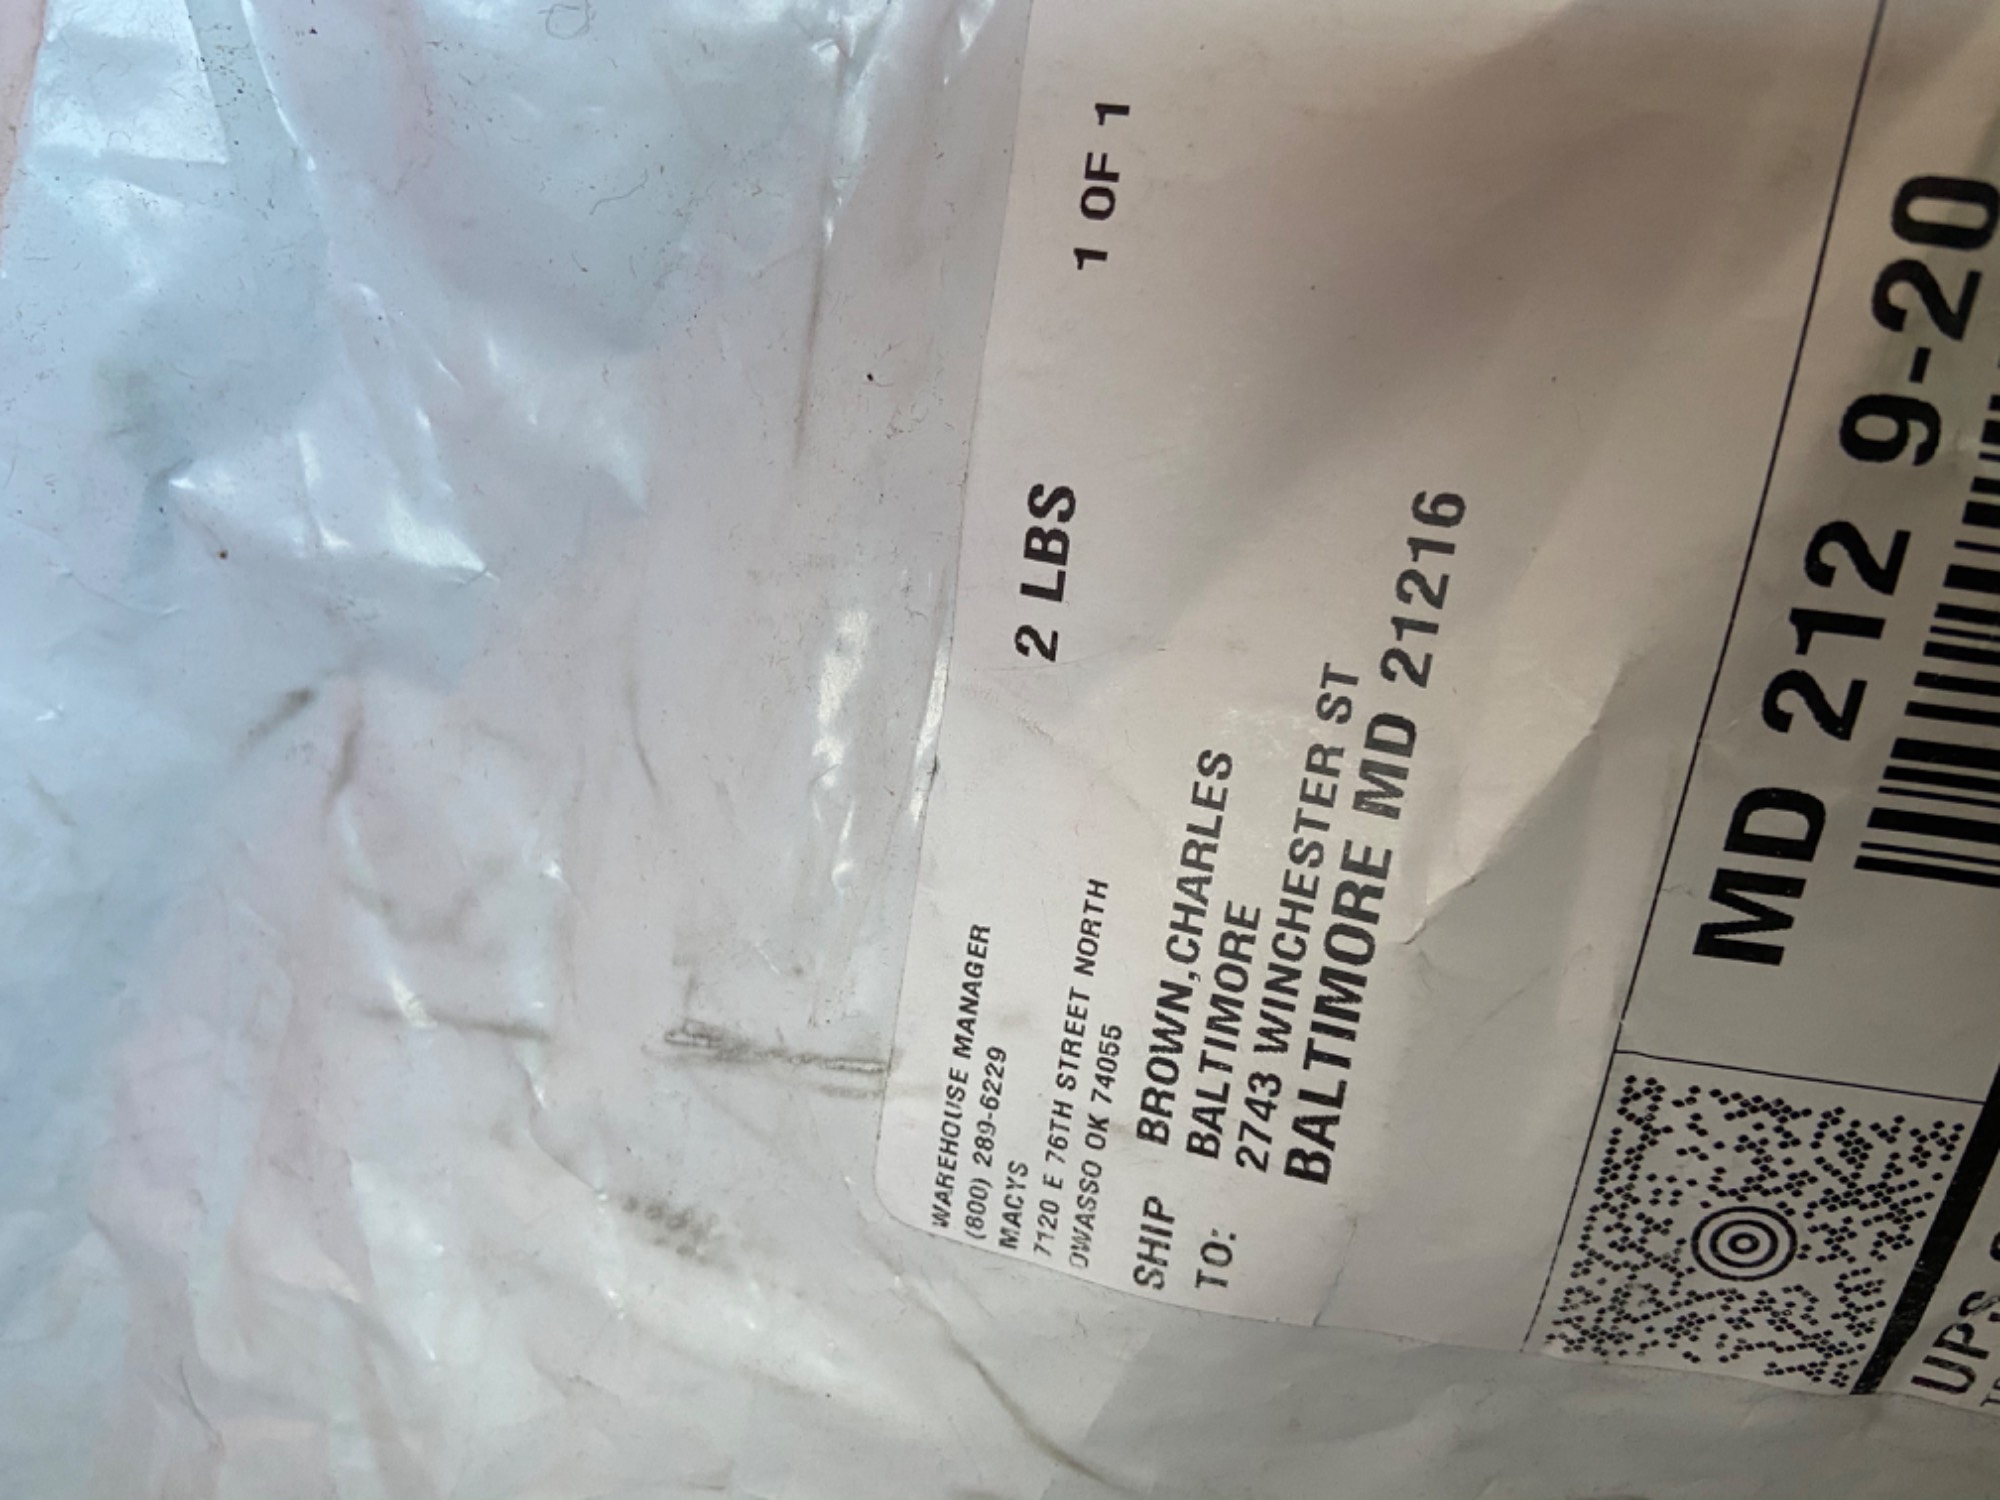 WAREHOUSE MANAGER
(800) 289-6229
MACYS
7120 E 76TH STREET NORTH
OWASSO OK 74055
2 LBS
1 OF 1
SHIP TO:
BROWN,CHARLES
BALTIMORE
2743 WINCHESTER ST
BALTIMORE MD 21216
MD 212 9-20
UPS